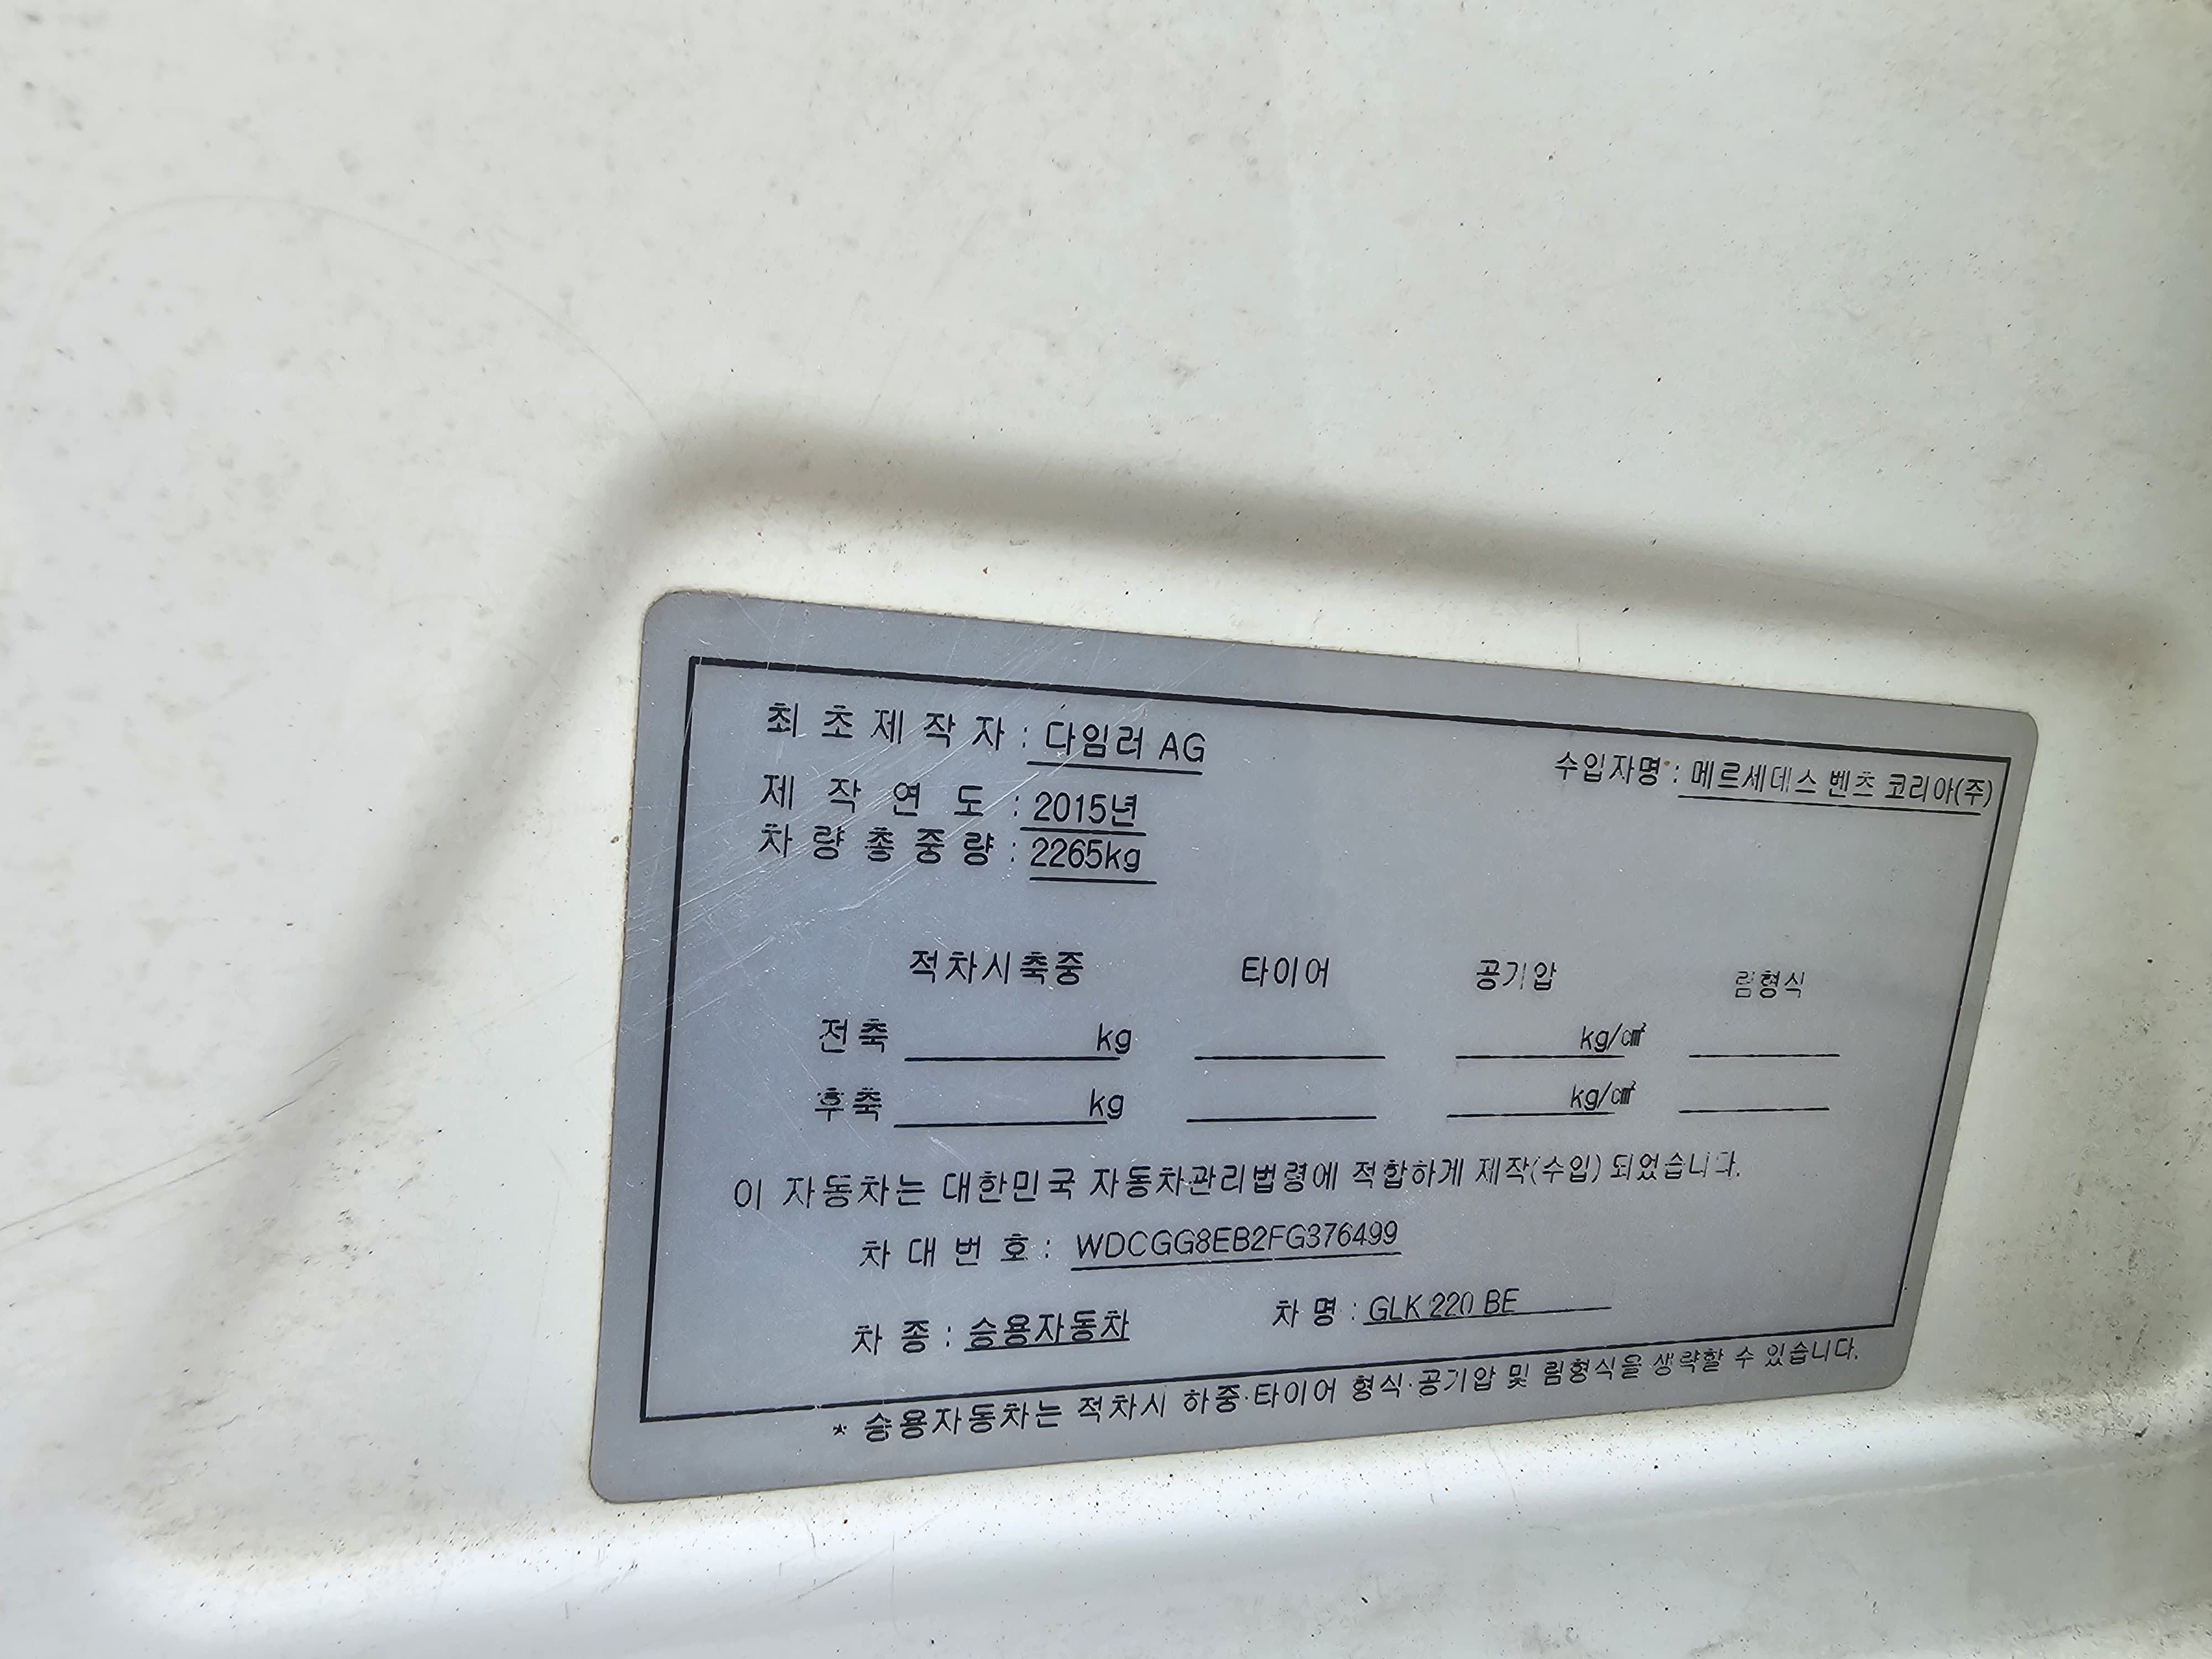 최초제작자 : 다임러 AG
수입자명 : 메르세데스 벤츠 코리아(주)
제작연도 : 2015년
차량총중량 : 2265kg
적차시축중 타이어 공기압 림형식
전축 kg kg/㎠
후축 kg kg/㎠
이 자동차는 대한민국 자동차관리법령에 적합하게 제작(수입) 되었습니다.
차대번호 : WDCGG8EB2FG376499
차종 : 승용자동차 차명 : GLK 220 BE
* 승용자동차는 적차시 하중·타이어 형식·공기압 및 림형식을 생략할 수 있습니다.